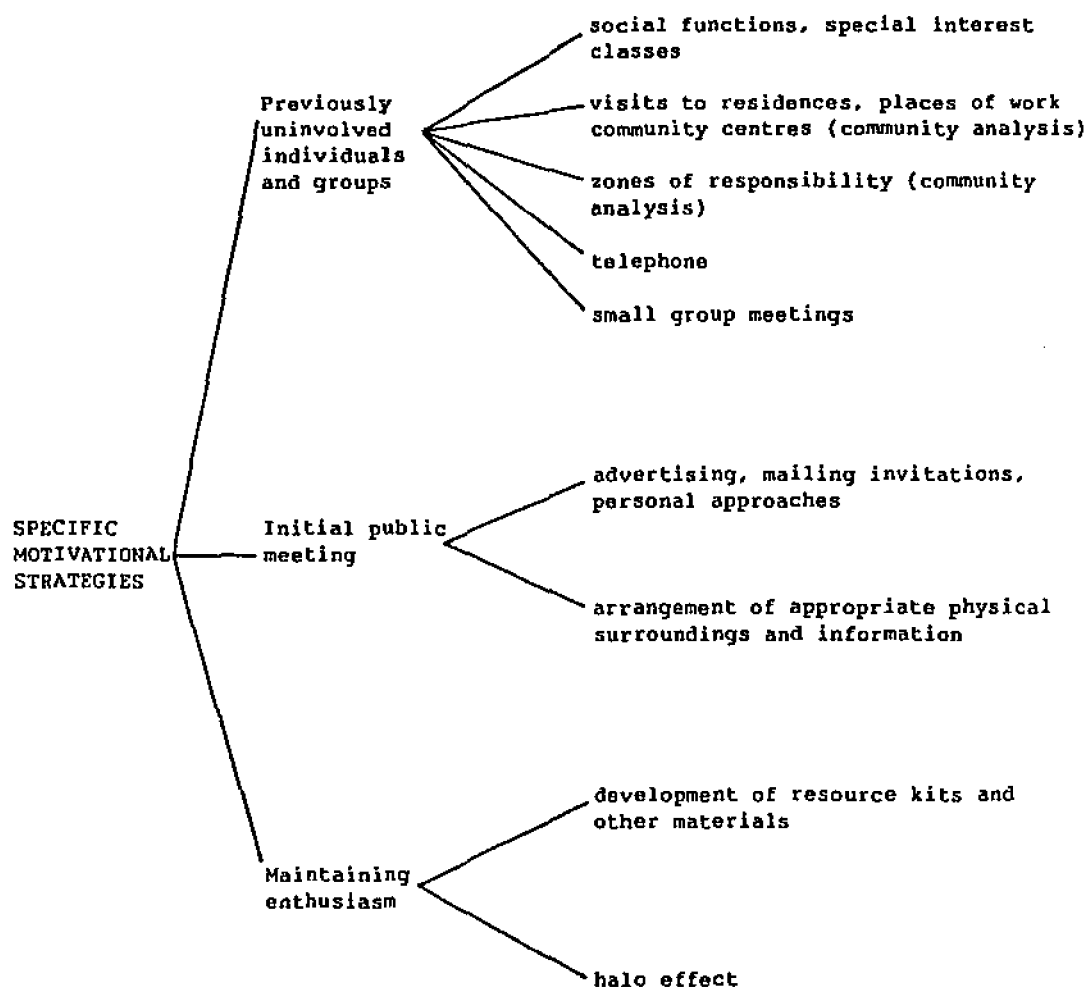 social functions, special interest
classes
Previously
uninvolved
individuals
and groups
visits to residences, places of work
community centres (community analysis)
zones of responsibility (community
analysis)
telephone
small group meetings
SPECIFIC
MOTIVATIONAL
STRATEGIES
Initial public
meeting
advertising, mailing invitations,
personal approaches
arrangement of appropriate physical
surroundings and information
Maintaining
enthusiasm
development of resource kits and
other materials
halo effect